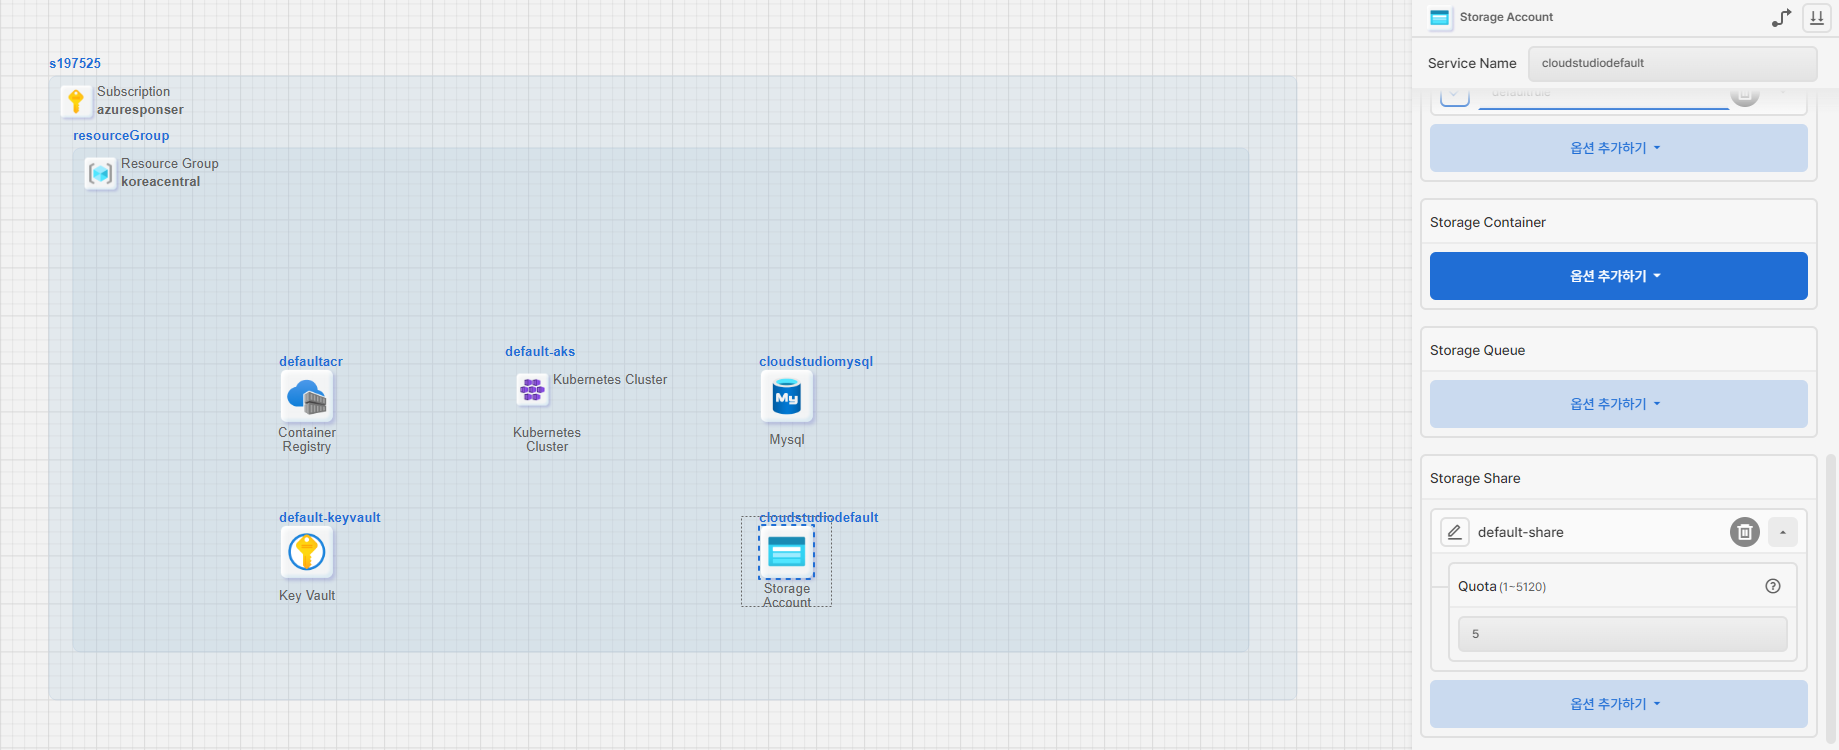 s197525
Subscription
azuresponser
resourceGroup
Resource Group
koreacentral
defaultacr
Container
Registry
default-aks
Kubernetes Cluster
Kubernetes
Cluster
cloudstudiomysql
My
Mysql
default-keyvault
Key Vault
cloudstudiodefault
Storage
Account
Storage Account
Service Name
cloudstudiodefault
defaultrule
옵션 추가하기
Storage Container
옵션 추가하기
Storage Queue
옵션 추가하기
Storage Share
default-share
Quota (1~5120)
5
옵션 추가하기